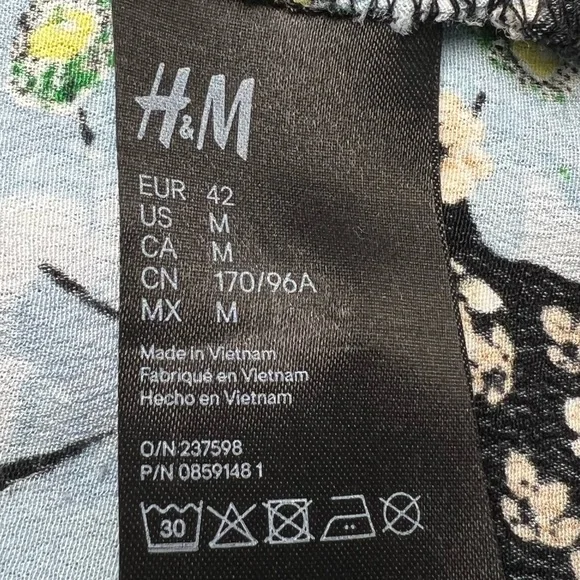 H&M
EUR 42
US M
CA M
CN 170/96A
MX M
Made in Vietnam
Fabriqué en Vietnam
Hecho en Vietnam
O/N 237598
P/N 0859148 1
30